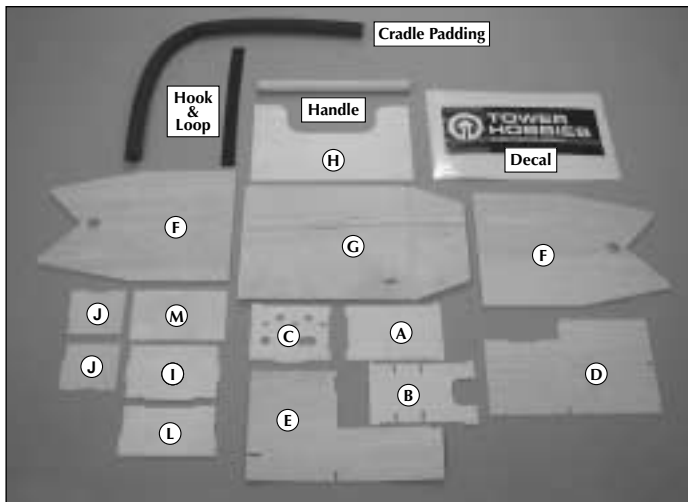 Cradle Padding
Hook
&
Loop
Handle
H
TOWER
HOBBIES
Decal
F
G
F
J
M
C
A
J
I
B
D
L
E